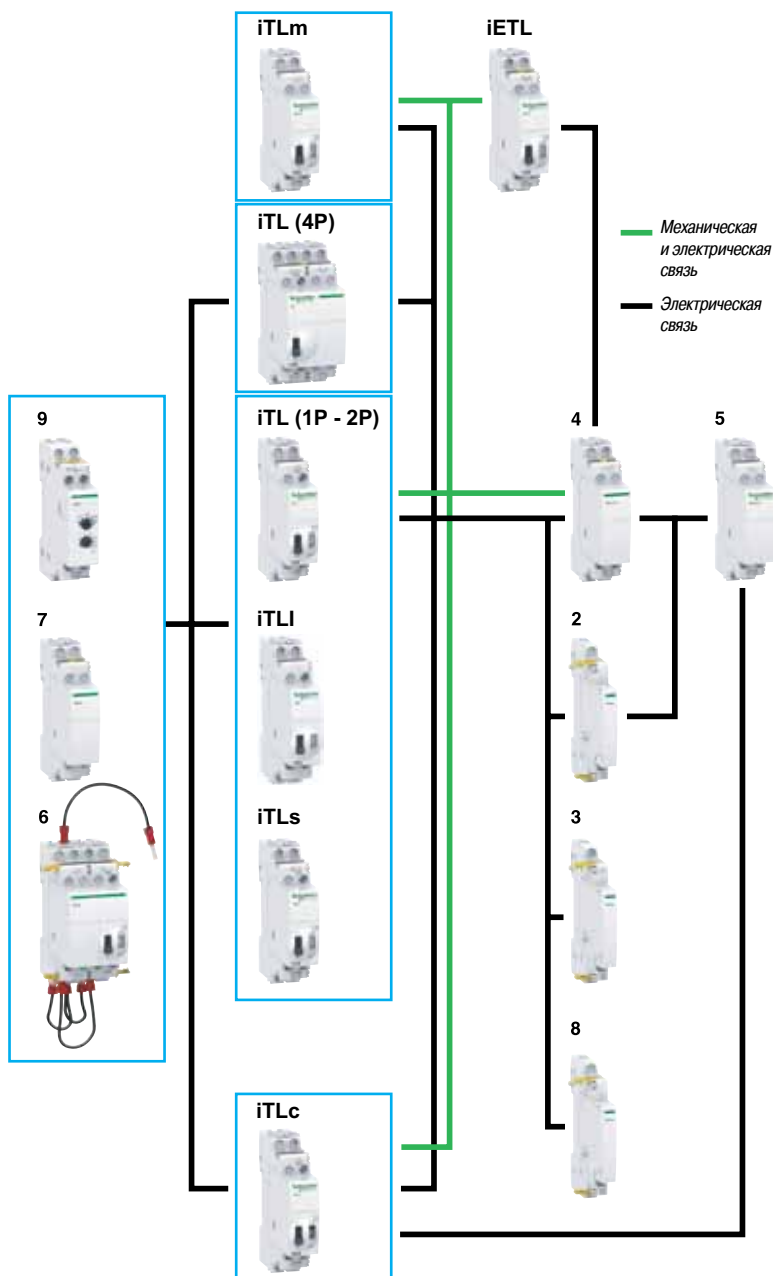 iTLm
iETL
Механическая
и электрическая
связь
Электрическая
связь
iTL (4P)
9
iTL (1P - 2P)
4
5
7
iTLI
2
6
iTLs
3
8
iTLc